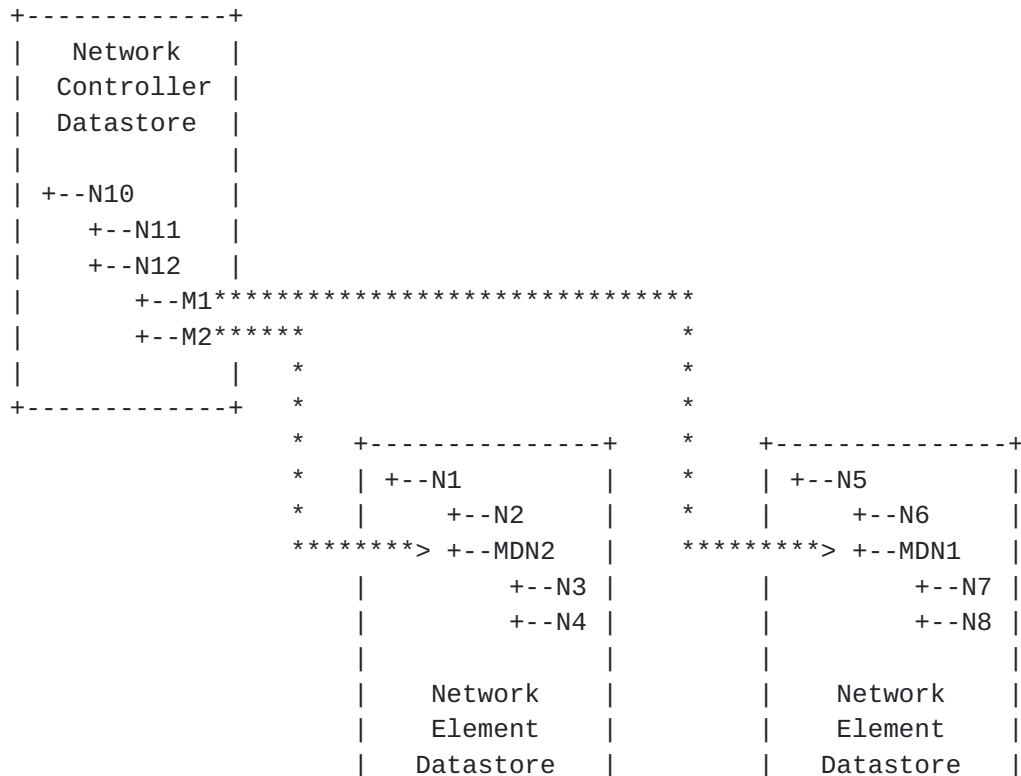 +-------------+
|   Network   |
|  Controller |
|  Datastore  |
|             |
| +--N10      |
|    +--N11   |
|    +--N12   |
|       +--M1*******************************
|       +--M2******                        *
|             |   *                        *
+-------------+   *                        *
                  *   +---------------+    *    +---------------+
                  *   | +--N1         |    *    | +--N5         |
                  *   |     +--N2     |    *    |     +--N6     |
                  ********> +--MDN2   |    *********> +--MDN1   |
                      |         +--N3 |         |         +--N7 |
                      |         +--N4 |         |         +--N8 |
                      |               |         |               |
                      |    Network    |         |    Network    |
                      |    Element    |         |    Element    |
                      |   Datastore   |         |   Datastore   |